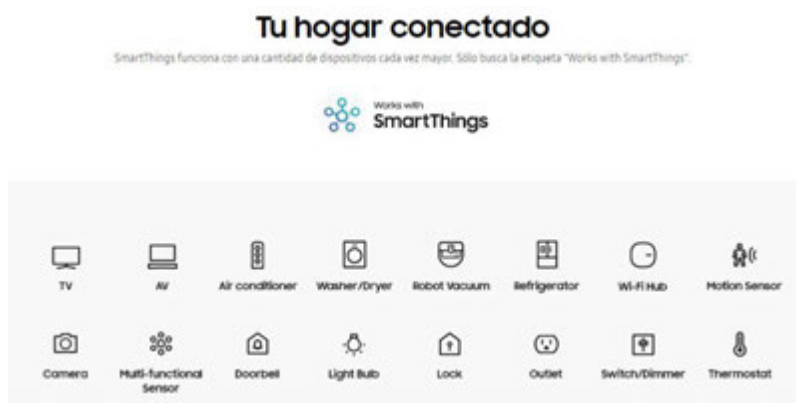 Tu hogar conectado
SmartThings funciona con una cantidad de dispositivos cada vez mayor. Sólo busca la etiqueta "Works with SmartThings".
Works with
SmartThings
TV AV Air conditioner Washer/Dryer Robot Vacuum Refrigerator Wi-Fi Hub Motion Sensor
Camera Multi-functional Doorbell Light Bulb Lock Outlet Switch/Dimmer Thermostat
Sensor